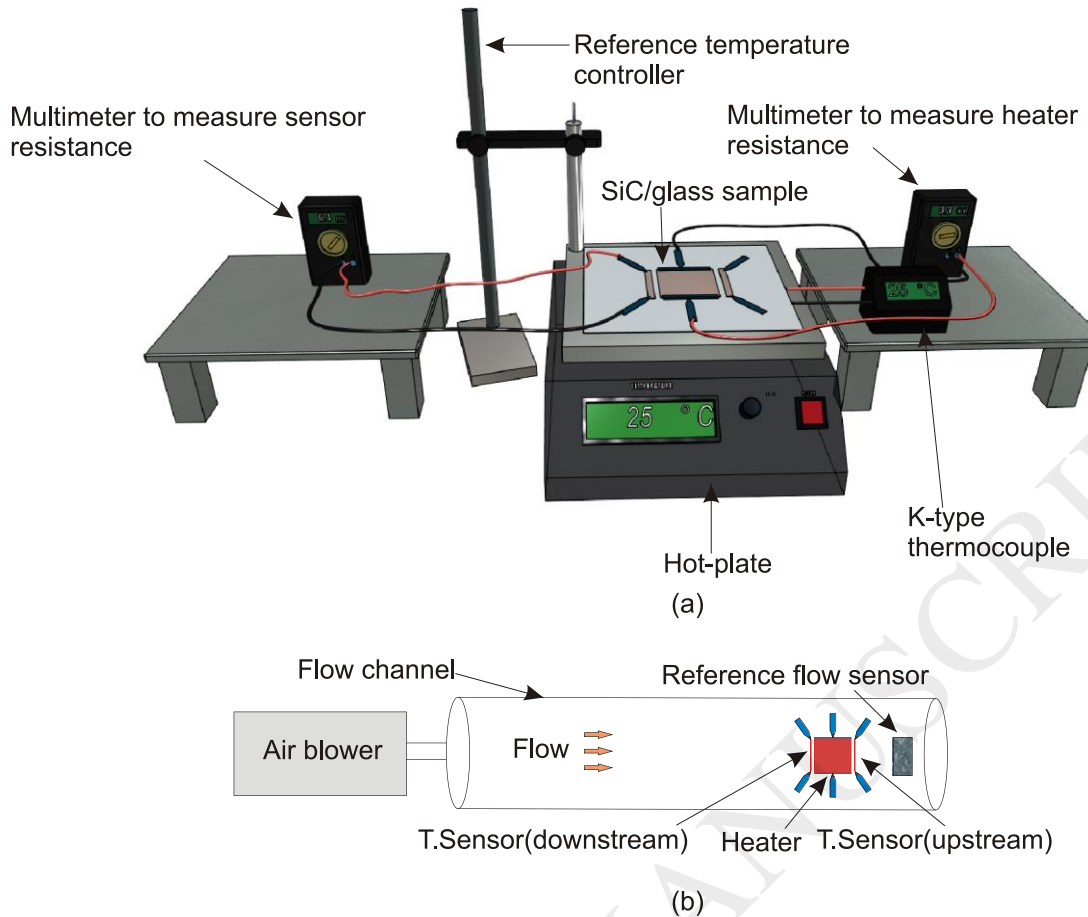 Reference temperature
controller
Multimeter to measure sensor
resistance
Multimeter to measure heater
resistance
SiC/glass sample
25 °C
25 °C
K-type
thermocouple
Hot-plate
(a)
Flow channel
Reference flow sensor
Air blower
Flow
T.Sensor(downstream)
Heater
T.Sensor(upstream)
(b)